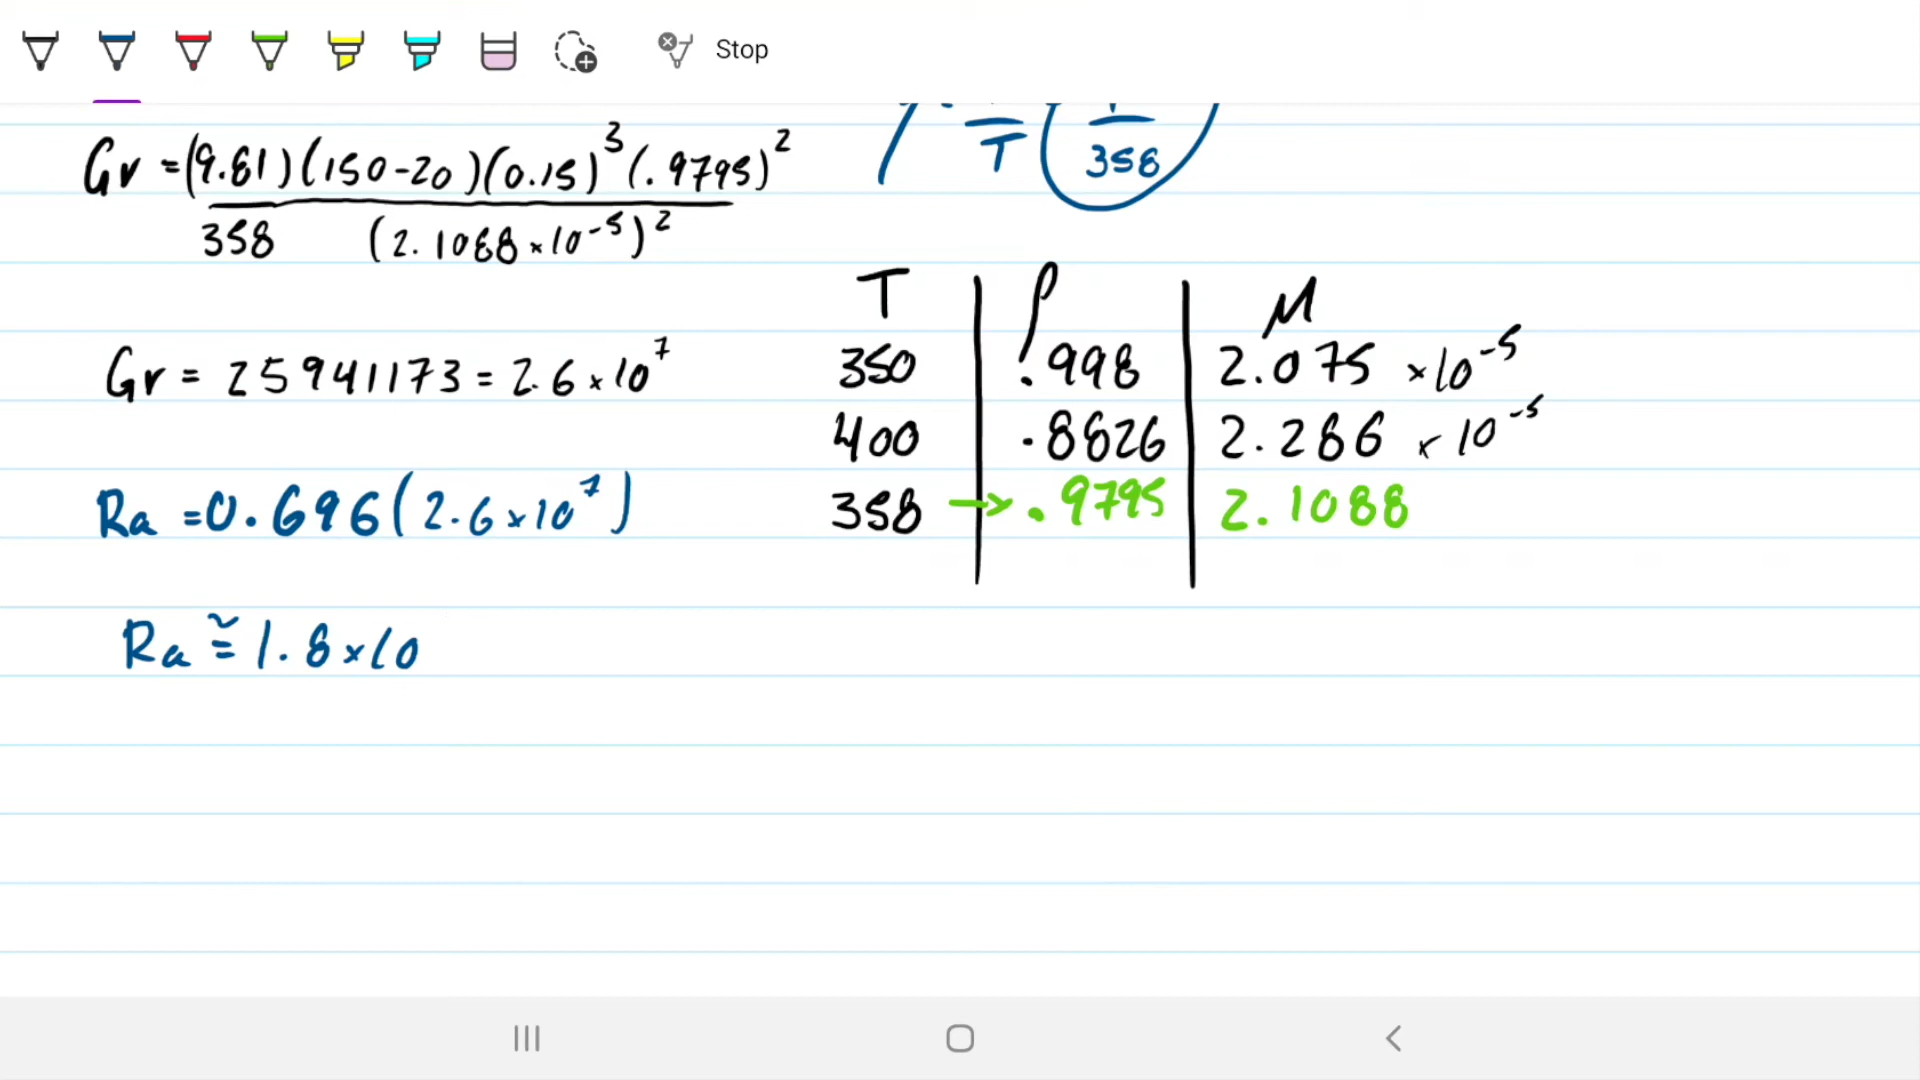 Stop
Gr = (9.81)(150-20)(0.15)³(.9795)²
358 (2.1088×10⁻⁵)²
T
358
Gr = 25941173 = 2.6×10⁷
Ra = 0.696(2.6×10⁷)
Ra ≅ 1.8×10
T ρ μ
350 .998 2.075 ×10⁻⁵
400 .8826 2.286 ×10⁻⁵
358 → .9795 2.1088